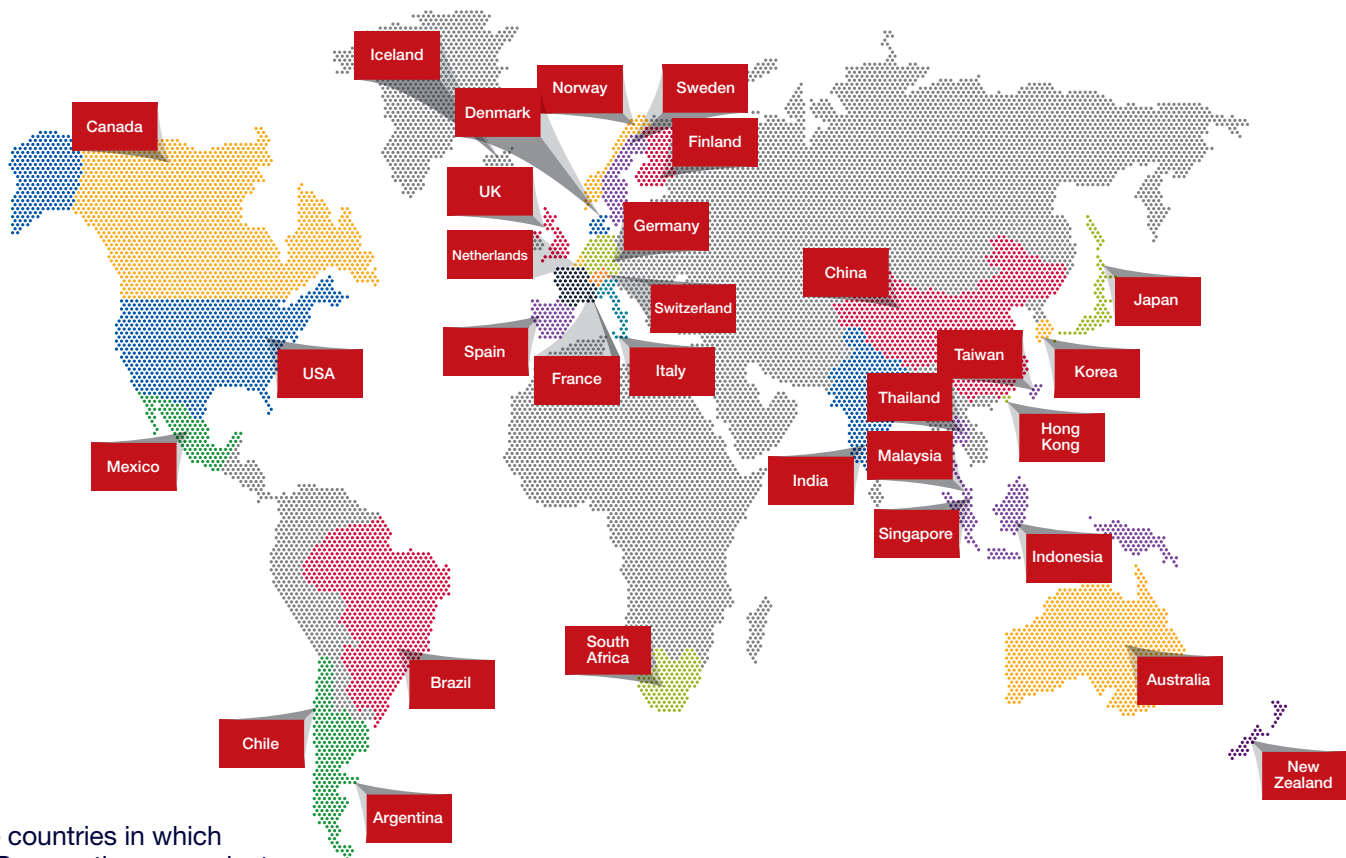 Iceland
Norway
Sweden
Denmark
Canada
Finland
UK
Germany
Netherlands
China
Switzerland
Japan
Spain
Taiwan
USA
France
Italy
Korea
Thailand
Hong
Kong
Mexico
Malaysia
India
Singapore
Indonesia
South
Africa
Brazil
Australia
Chile
New
Zealand
Argentina
countries in which